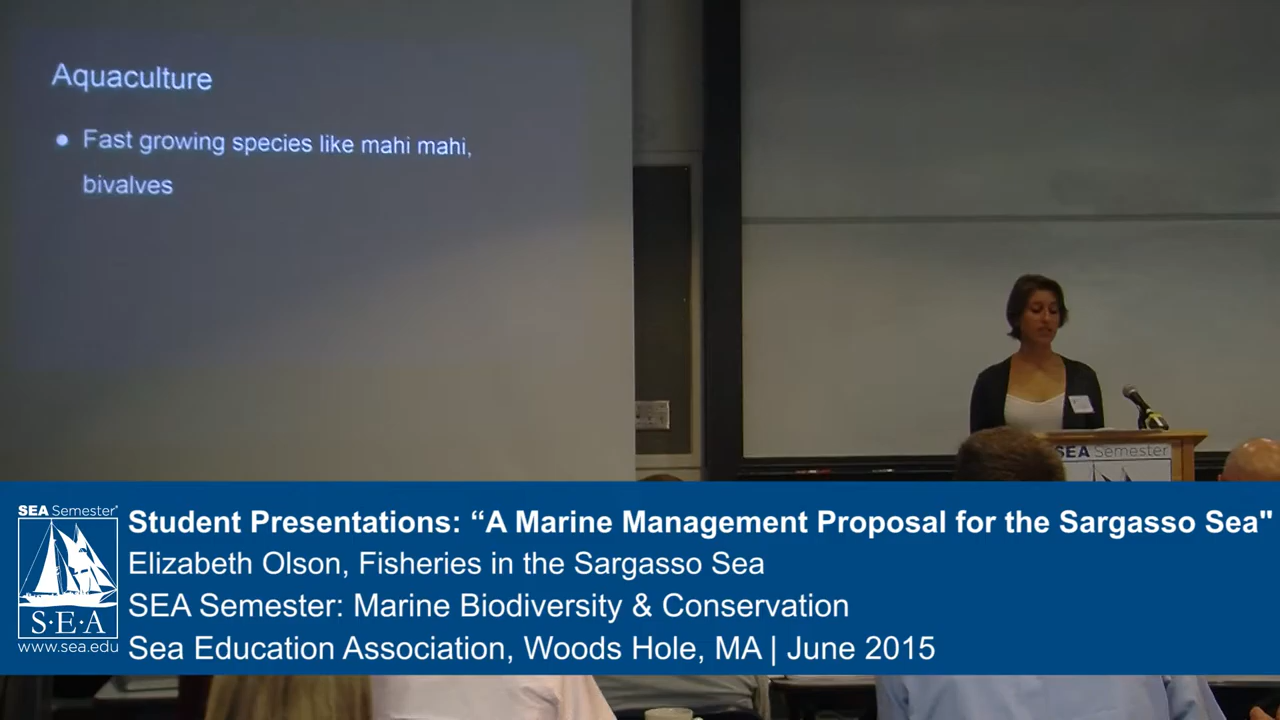 Aquaculture
● Fast growing species like mahi mahi,
bivalves
SEA Semester
SEA Semester®
S·E·A
www.sea.edu
Student Presentations: “A Marine Management Proposal for the Sargasso Sea"
Elizabeth Olson, Fisheries in the Sargasso Sea
SEA Semester: Marine Biodiversity & Conservation
Sea Education Association, Woods Hole, MA | June 2015